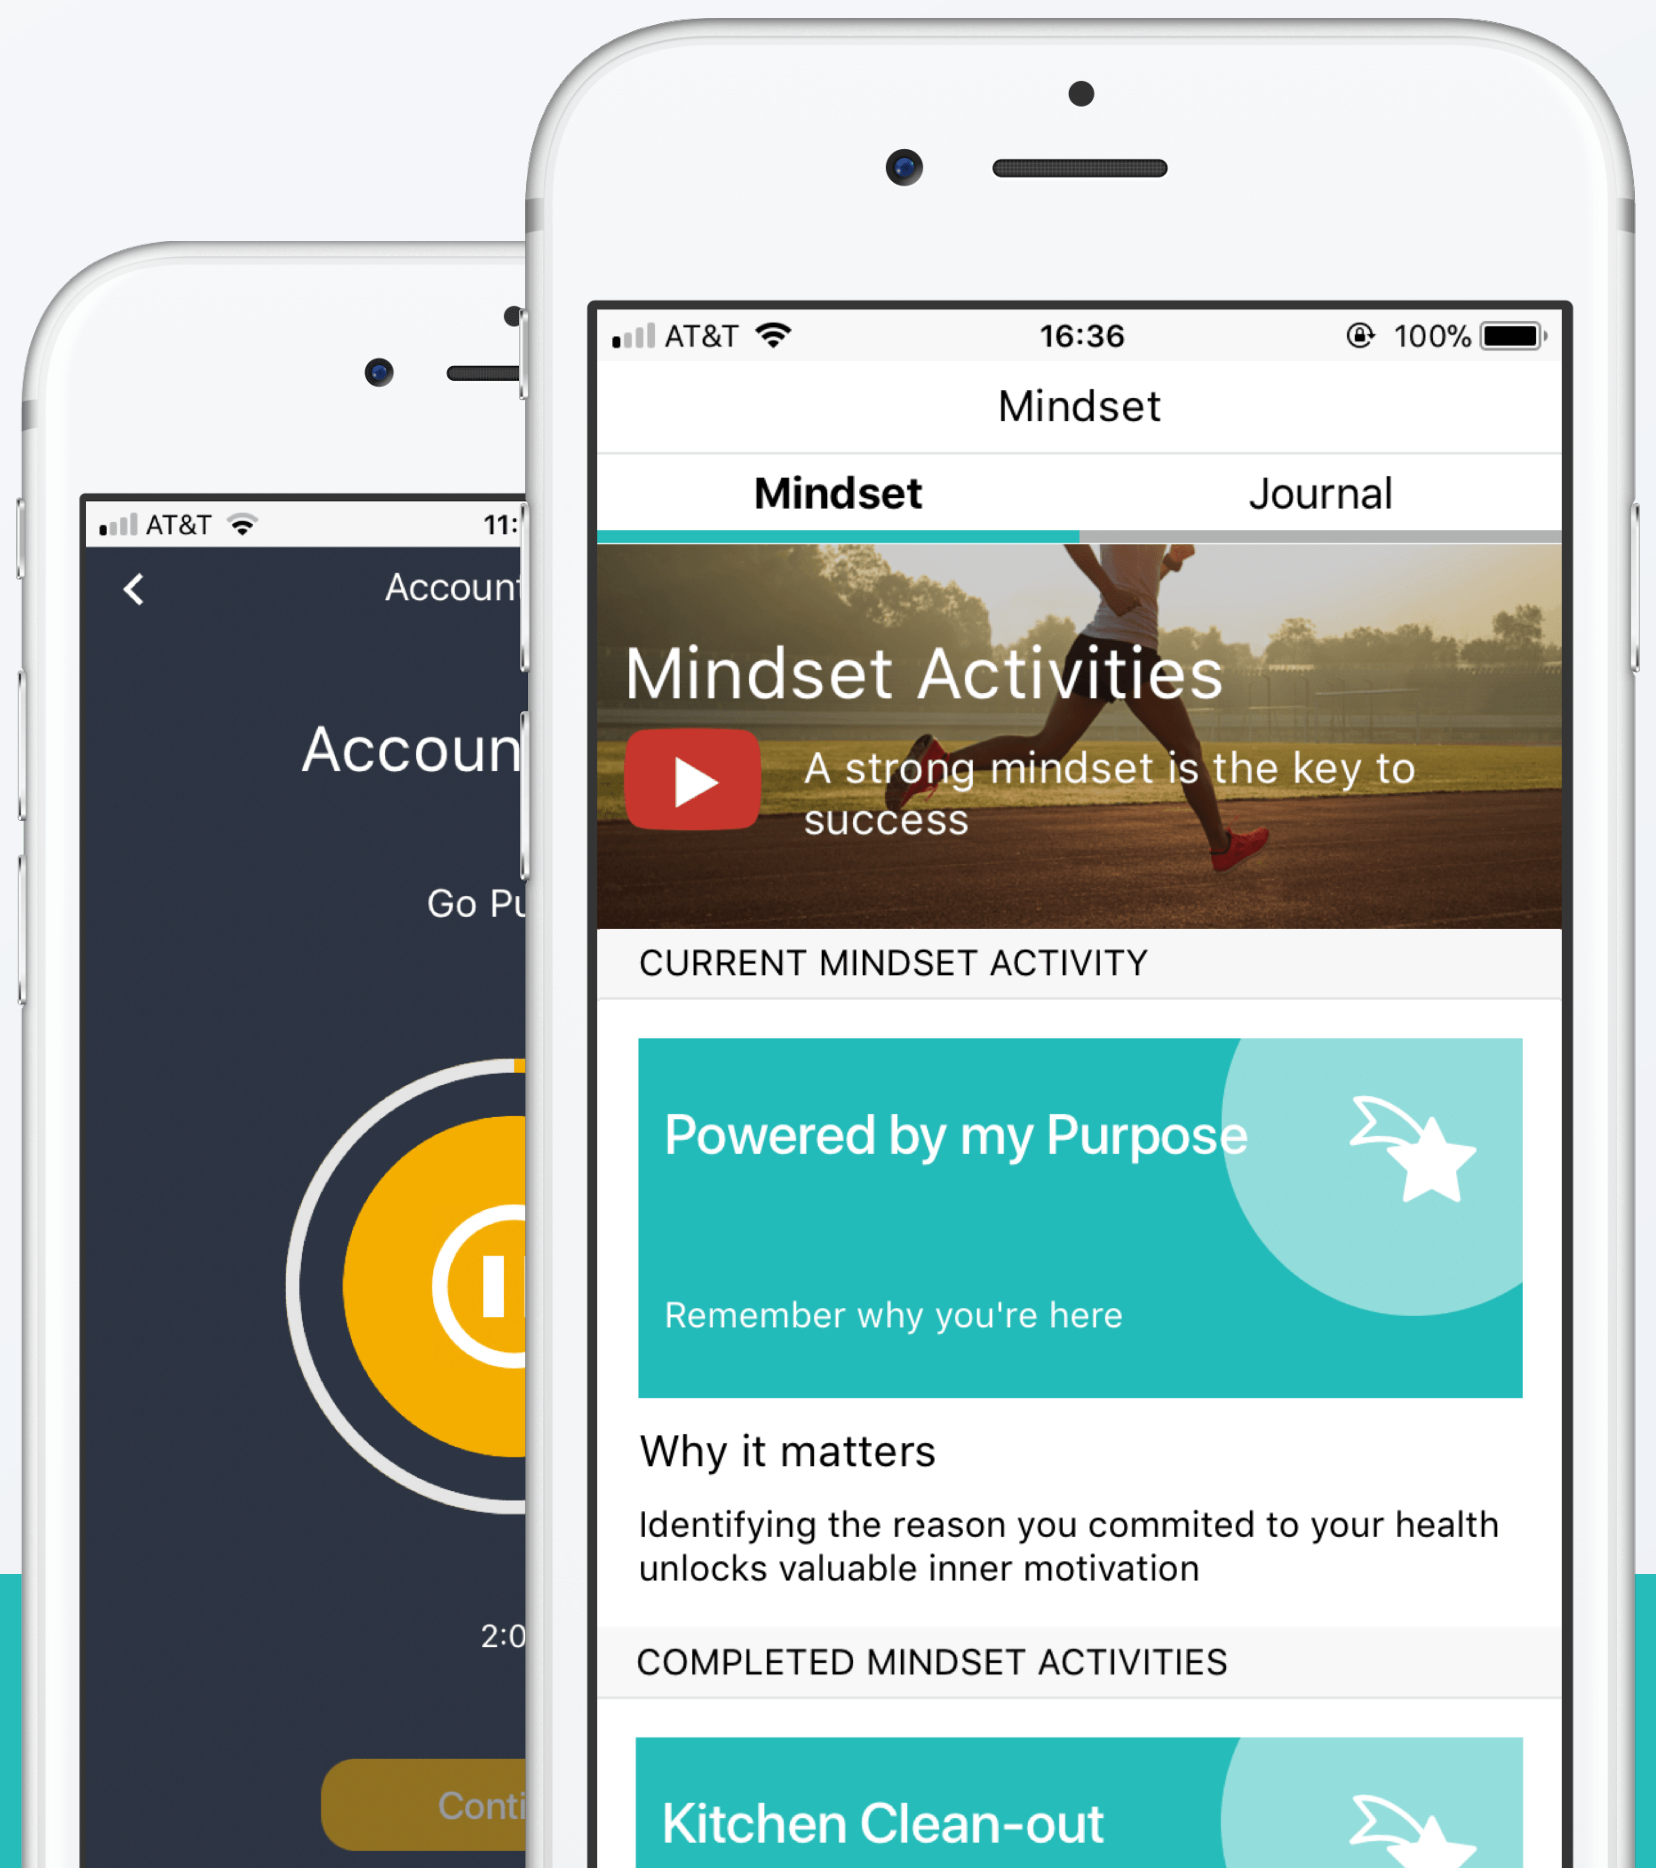 AT&T 16:36 100%
Mindset
Mindset Journal
Mindset Activities
A strong mindset is the key to
success
CURRENT MINDSET ACTIVITY
Powered by my Purpose
Remember why you're here
Why it matters
Identifying the reason you commited to your health
unlocks valuable inner motivation
COMPLETED MINDSET ACTIVITIES
Kitchen Clean-out
AT&T 11:
Account
Accoun
Go Pu
2:0
Conti